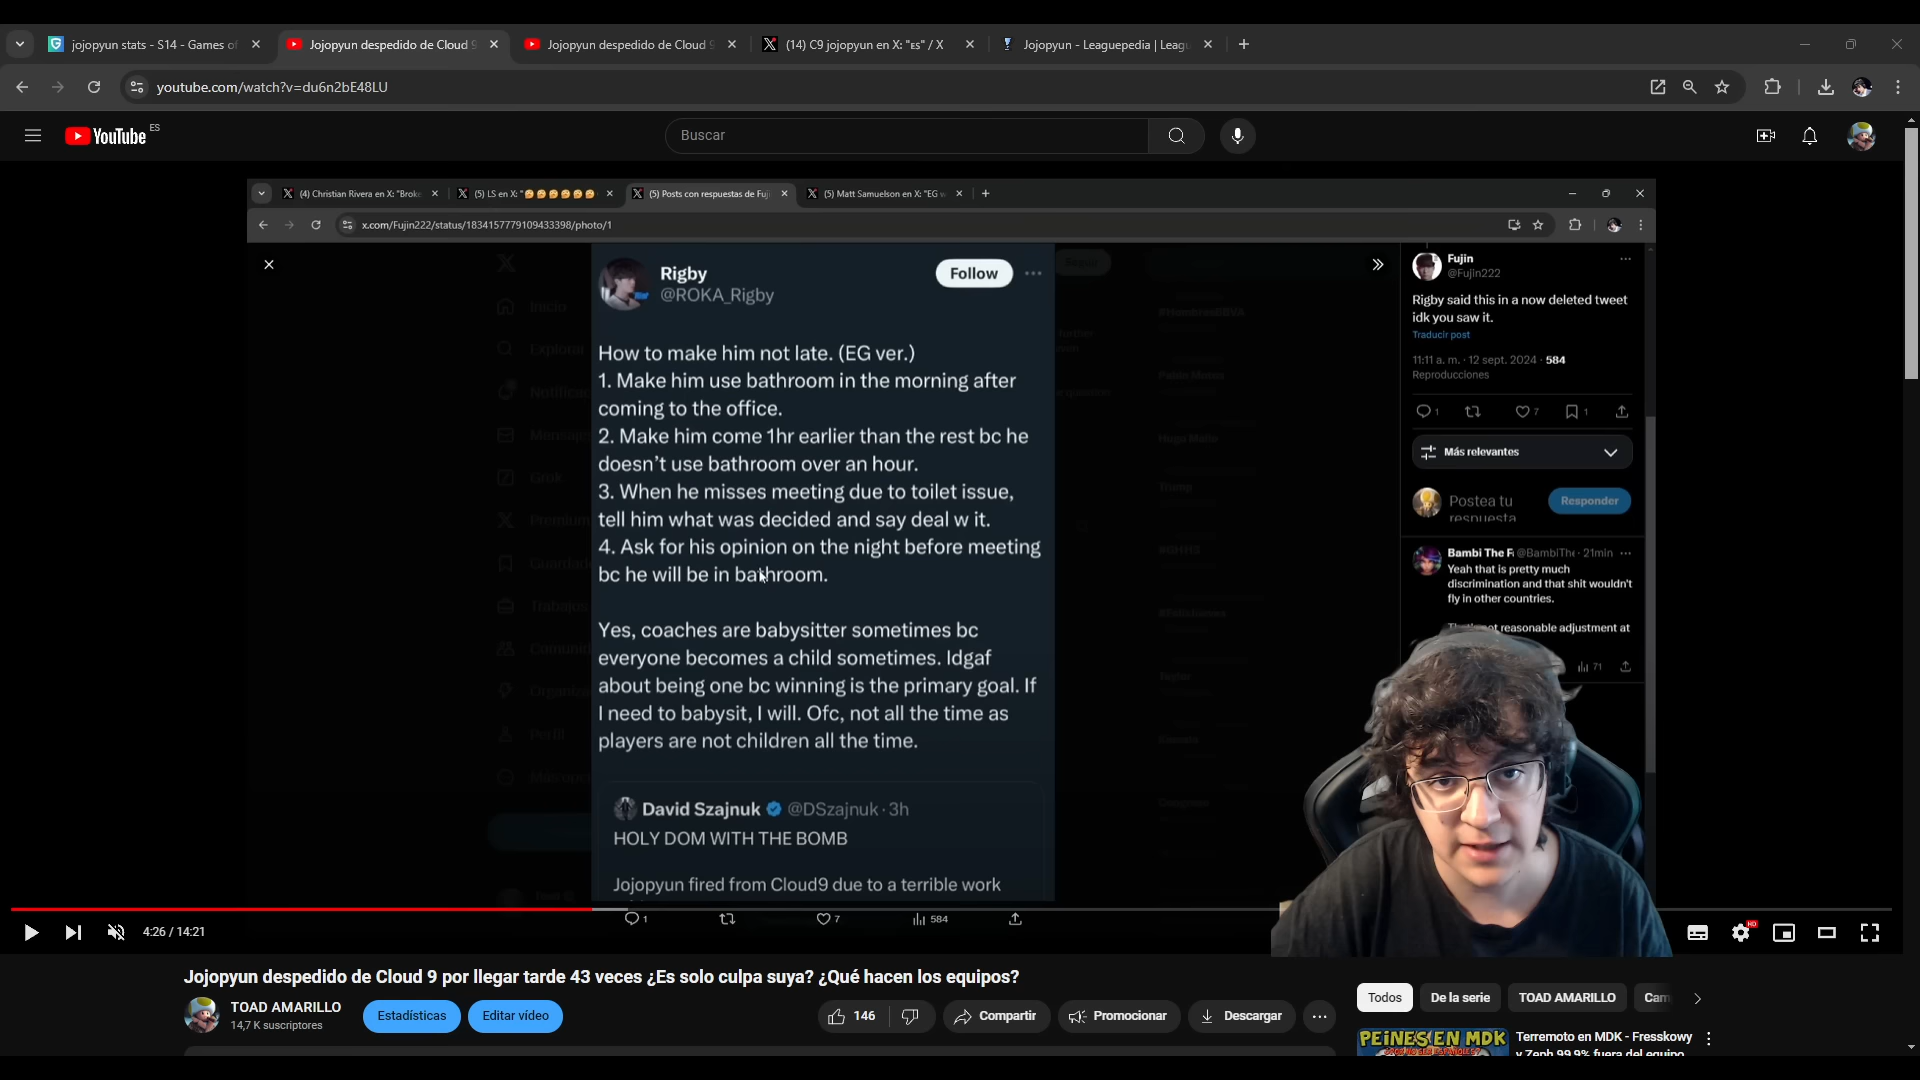 jojopyun stats - S14 - Games of
Jojopyun despedido de Cloud 9
Jojopyun despedido de Cloud 9
(14) C9 jojopyun en X: "ES" / X
Jojopyun - Leaguepedia | Leagu
youtube.com/watch?v=du6n2bE48LU
YouTube ES
Buscar
(4) Christian Rivera en X: "Broke
(5) LS en X: "🤔🤔🤔🤔🤔🤔
(5) Posts con respuestas de Fuji
(5) Matt Samuelson en X: "EG w
x.com/Fujin222/status/1834157779109433398/photo/1
Rigby
@ROKA_Rigby
Follow
How to make him not late. (EG ver.)
1. Make him use bathroom in the morning after
coming to the office.
2. Make him come 1hr earlier than the rest bc he
doesn't use bathroom over an hour.
3. When he misses meeting due to toilet issue,
tell him what was decided and say deal w it.
4. Ask for his opinion on the night before meeting
bc he will be in bathroom.
Yes, coaches are babysitter sometimes bc
everyone becomes a child sometimes. Idgaf
about being one bc winning is the primary goal. If
I need to babysit, I will. Ofc, not all the time as
players are not children all the time.
David Szajnuk @DSzajnuk · 3h
HOLY DOM WITH THE BOMB
Jojopyun fired from Cloud9 due to a terrible work
1 7 584
Fujin
@Fujin222
Rigby said this in a now deleted tweet
idk you saw it.
Traducir post
11:11 a. m. · 12 sept. 2024 · 584
Reproducciones
1 7 1
Más relevantes
Postea tu
respuesta
Responder
Bambi The F @BambiThe · 21min
Yeah that is pretty much
discrimination and that shit wouldn't
fly in other countries.
not reasonable adjustment at
71
Inicio
Explorar
Grok
4:26 / 14:21
HD
Jojopyun despedido de Cloud 9 por llegar tarde 43 veces ¿Es solo culpa suya? ¿Qué hacen los equipos?
TOAD AMARILLO
14,7 K suscriptores
Estadísticas
Editar vídeo
146
Compartir
Promocionar
Descargar
Todos
De la serie
TOAD AMARILLO
Cam
PEINES EN MDK
Terremoto en MDK - Fresskowy
y Zeph 99.9% fuera del equipo